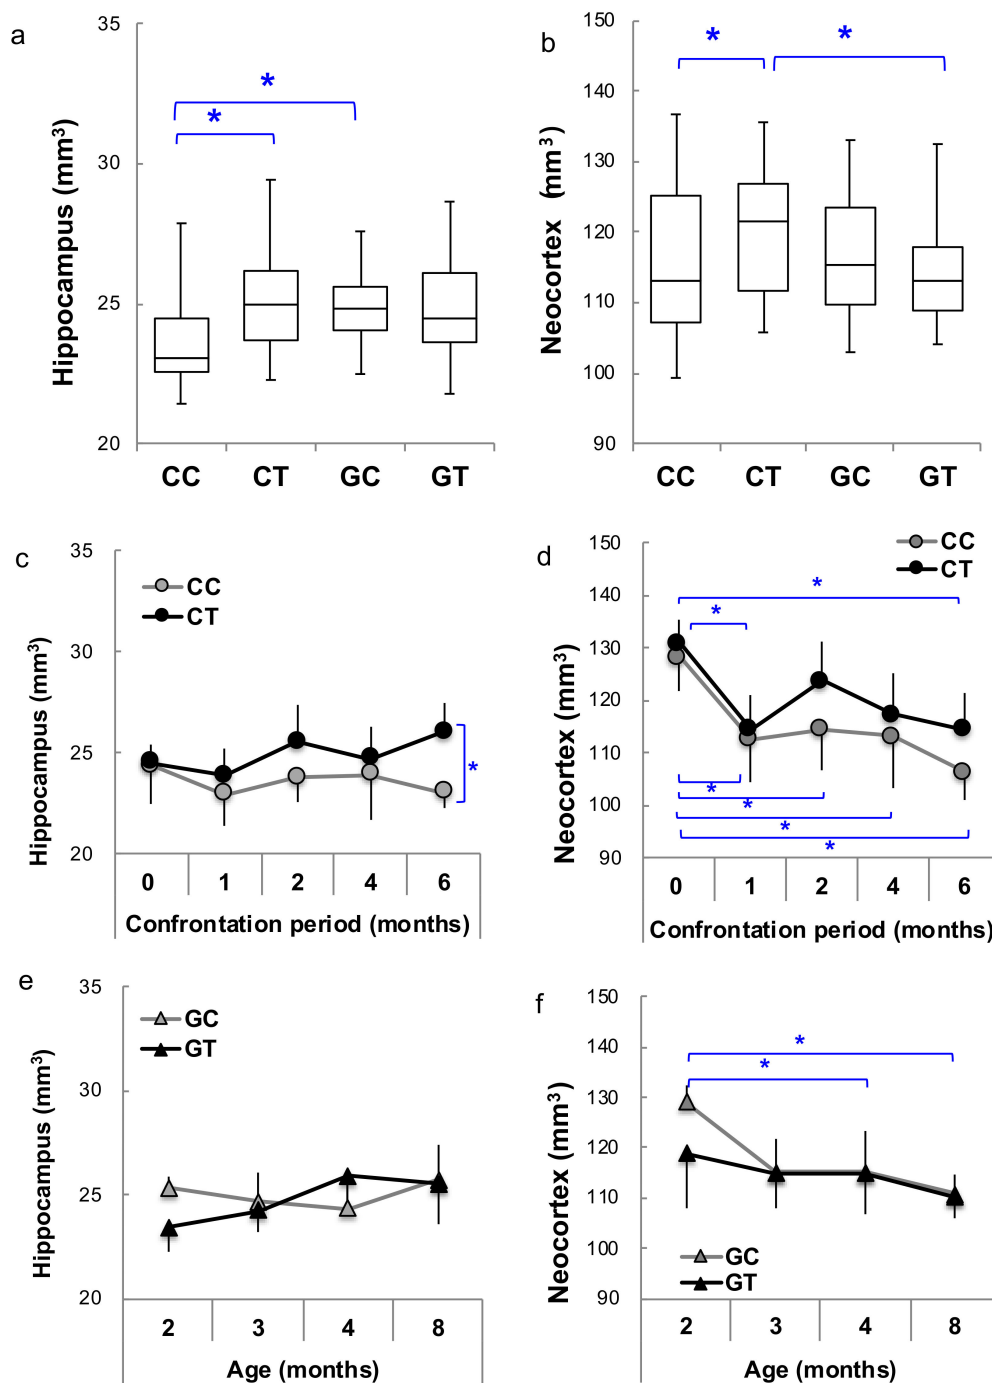 a
35
30
25
20
Hippocampus (mm³)
*
*
CC CT GC GT
b
150
140
130
120
110
100
90
Neocortex (mm³)
*
*
CC CT GC GT
c
35
30
25
20
Hippocampus (mm³)
CC
CT
*
0 1 2 4 6
Confrontation period (months)
d
150
140
130
120
110
100
90
Neocortex (mm³)
CC
CT
*
*
*
*
*
*
0 1 2 4 6
Confrontation period (months)
e
35
30
25
20
Hippocampus (mm³)
GC
GT
2 3 4 8
Age (months)
f
150
140
130
120
110
100
90
Neocortex (mm³)
*
*
GC
GT
2 3 4 8
Age (months)